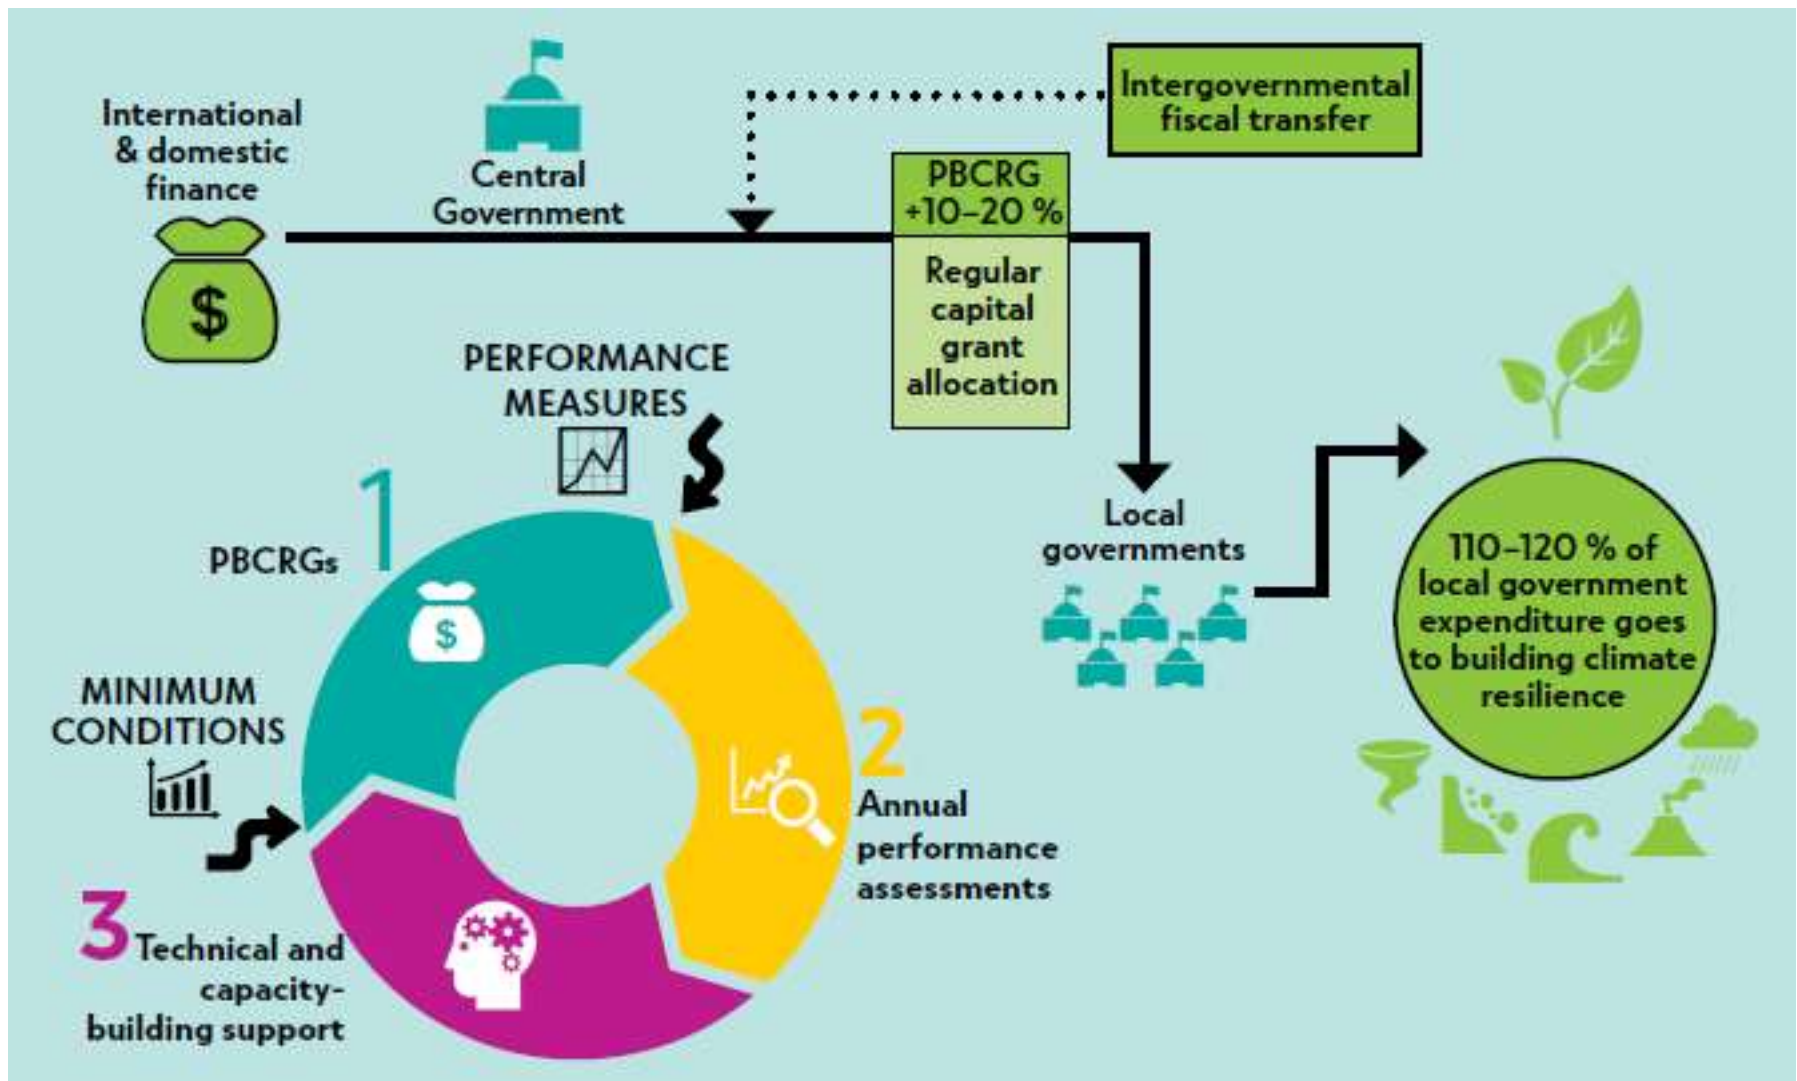 International
& domestic
finance
$
Central
Government
Intergovernmental
fiscal transfer
PBCRG
+10–20 %
Regular
capital
grant
allocation
PERFORMANCE
MEASURES
1
PBCRGs
$
MINIMUM
CONDITIONS
2
Annual
performance
assessments
3 Technical and
capacity-
building support
Local
governments
110–120 % of
local government
expenditure goes
to building climate
resilience